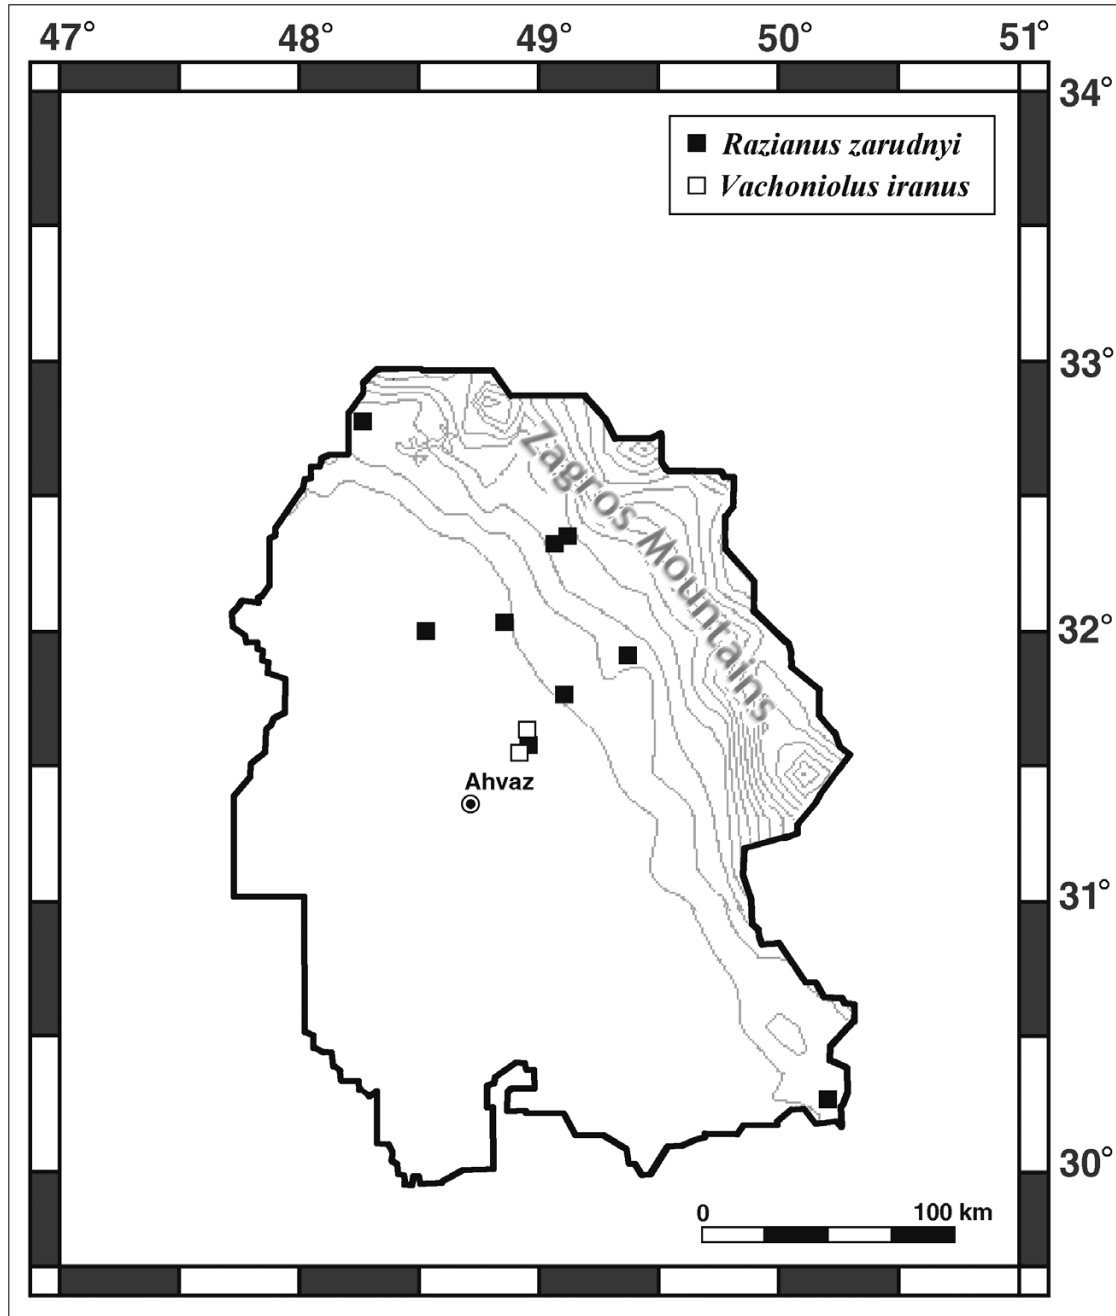 47° 48° 49° 50° 51°
34°
Razianus zarudnyi
Vachoniolus iranus
33°
Zagros Mountains
32°
Ahvaz
31°
30°
0 100 km